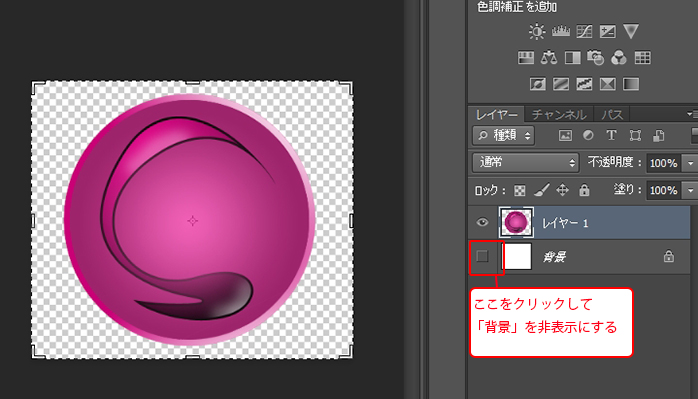 色調補正を追加
レイヤー チャンネル パス
種類
通常 不透明度： 100%
ロック： 塗り： 100%
レイヤー 1
背景
ここをクリックして
「背景」を非表示にする